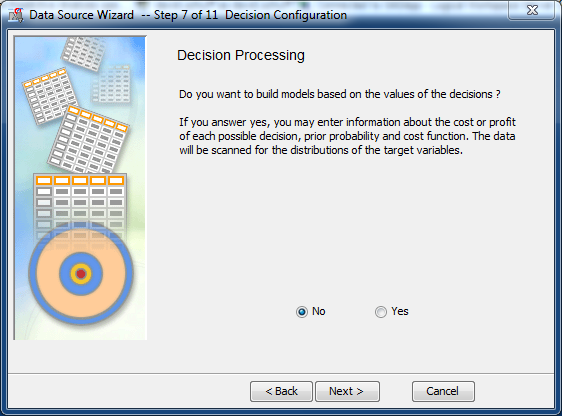 Data Source Wizard -- Step 7 of 11 Decision Configuration
Decision Processing
Do you want to build models based on the values of the decisions ?
If you answer yes, you may enter information about the cost or profit
of each possible decision, prior probability and cost function. The data
will be scanned for the distributions of the target variables.
No Yes
< Back Next > Cancel